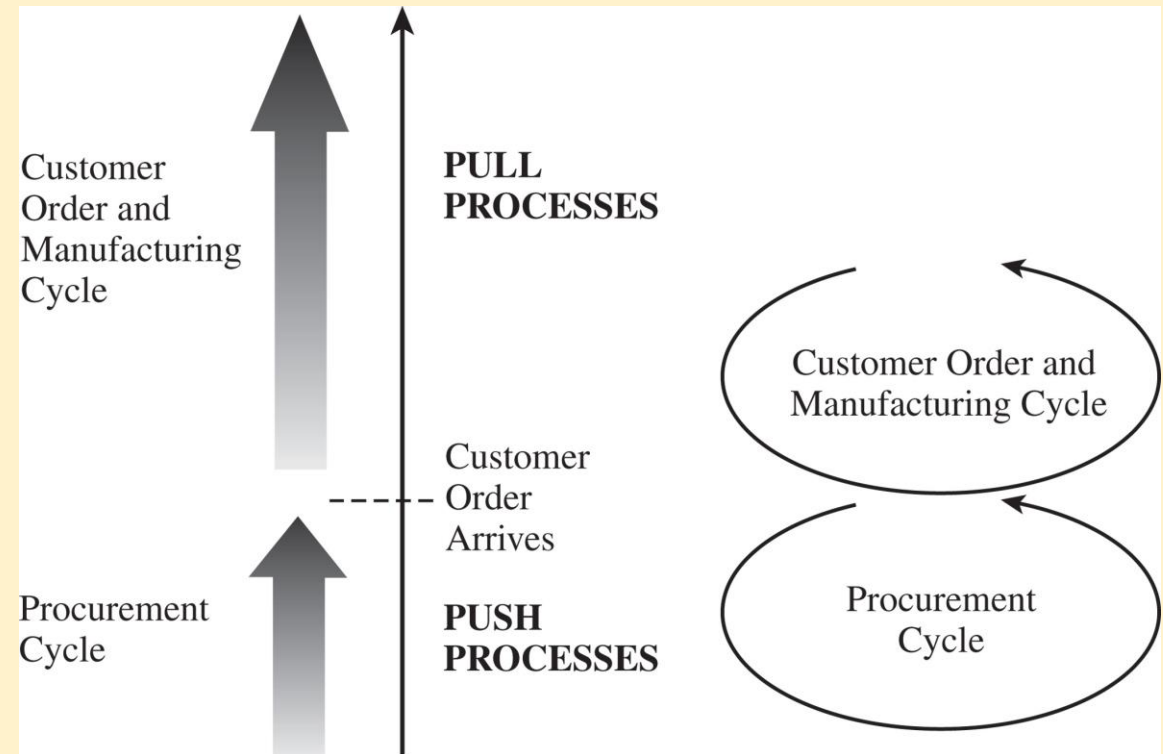 Customer
Order and
Manufacturing
Cycle
PULL
PROCESSES
Customer Order and
Manufacturing Cycle
Customer
Order
Arrives
Procurement
Cycle
PUSH
PROCESSES
Procurement
Cycle